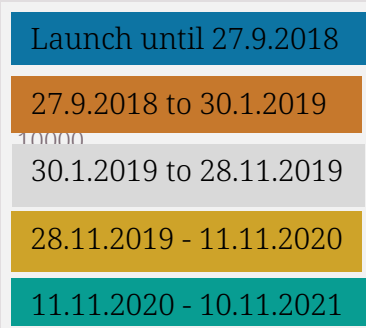 Launch until 27.9.2018
27.9.2018 to 30.1.2019
10000
30.1.2019 to 28.11.2019
28.11.2019 - 11.11.2020
11.11.2020 - 10.11.2021